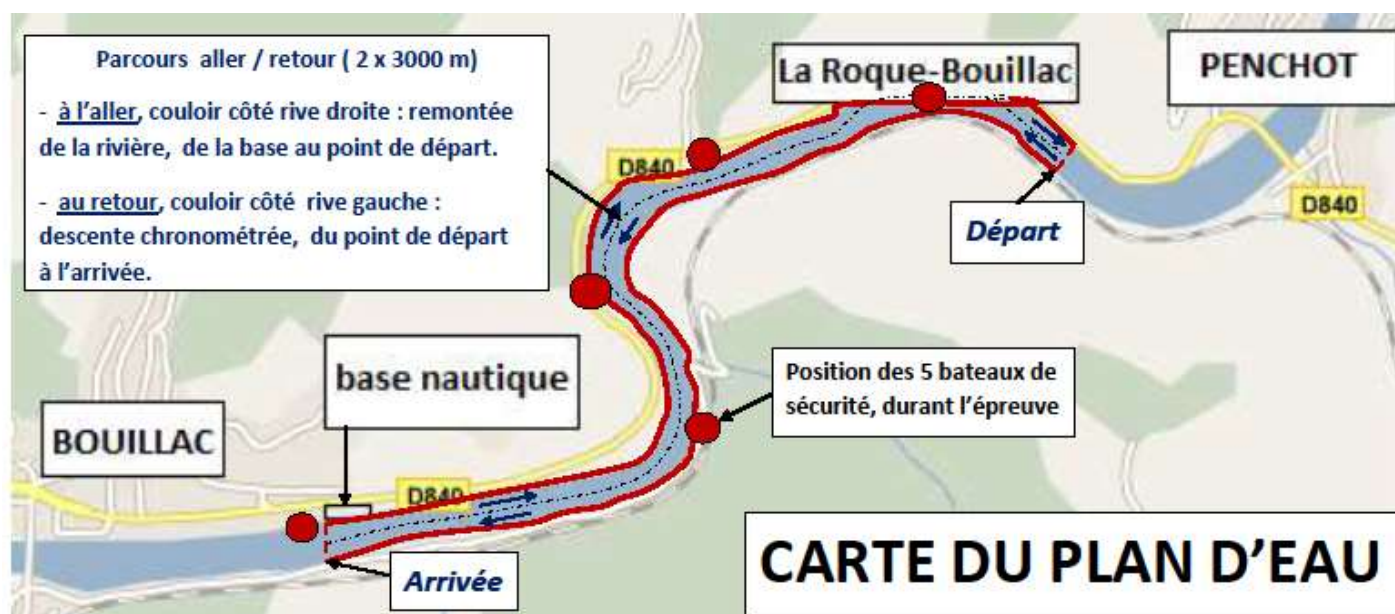 Parcours aller / retour ( 2 x 3000 m)
- à l'aller, couloir côté rive droite : remontée
de la rivière, de la base au point de départ.
- au retour, couloir côté rive gauche :
descente chronométrée, du point de départ
à l'arrivée.
La Roque-Bouillac
PENCHOT
D840
D840
Départ
base nautique
Position des 5 bateaux de
sécurité, durant l'épreuve
BOUILLAC
D840
Arrivée
CARTE DU PLAN D'EAU